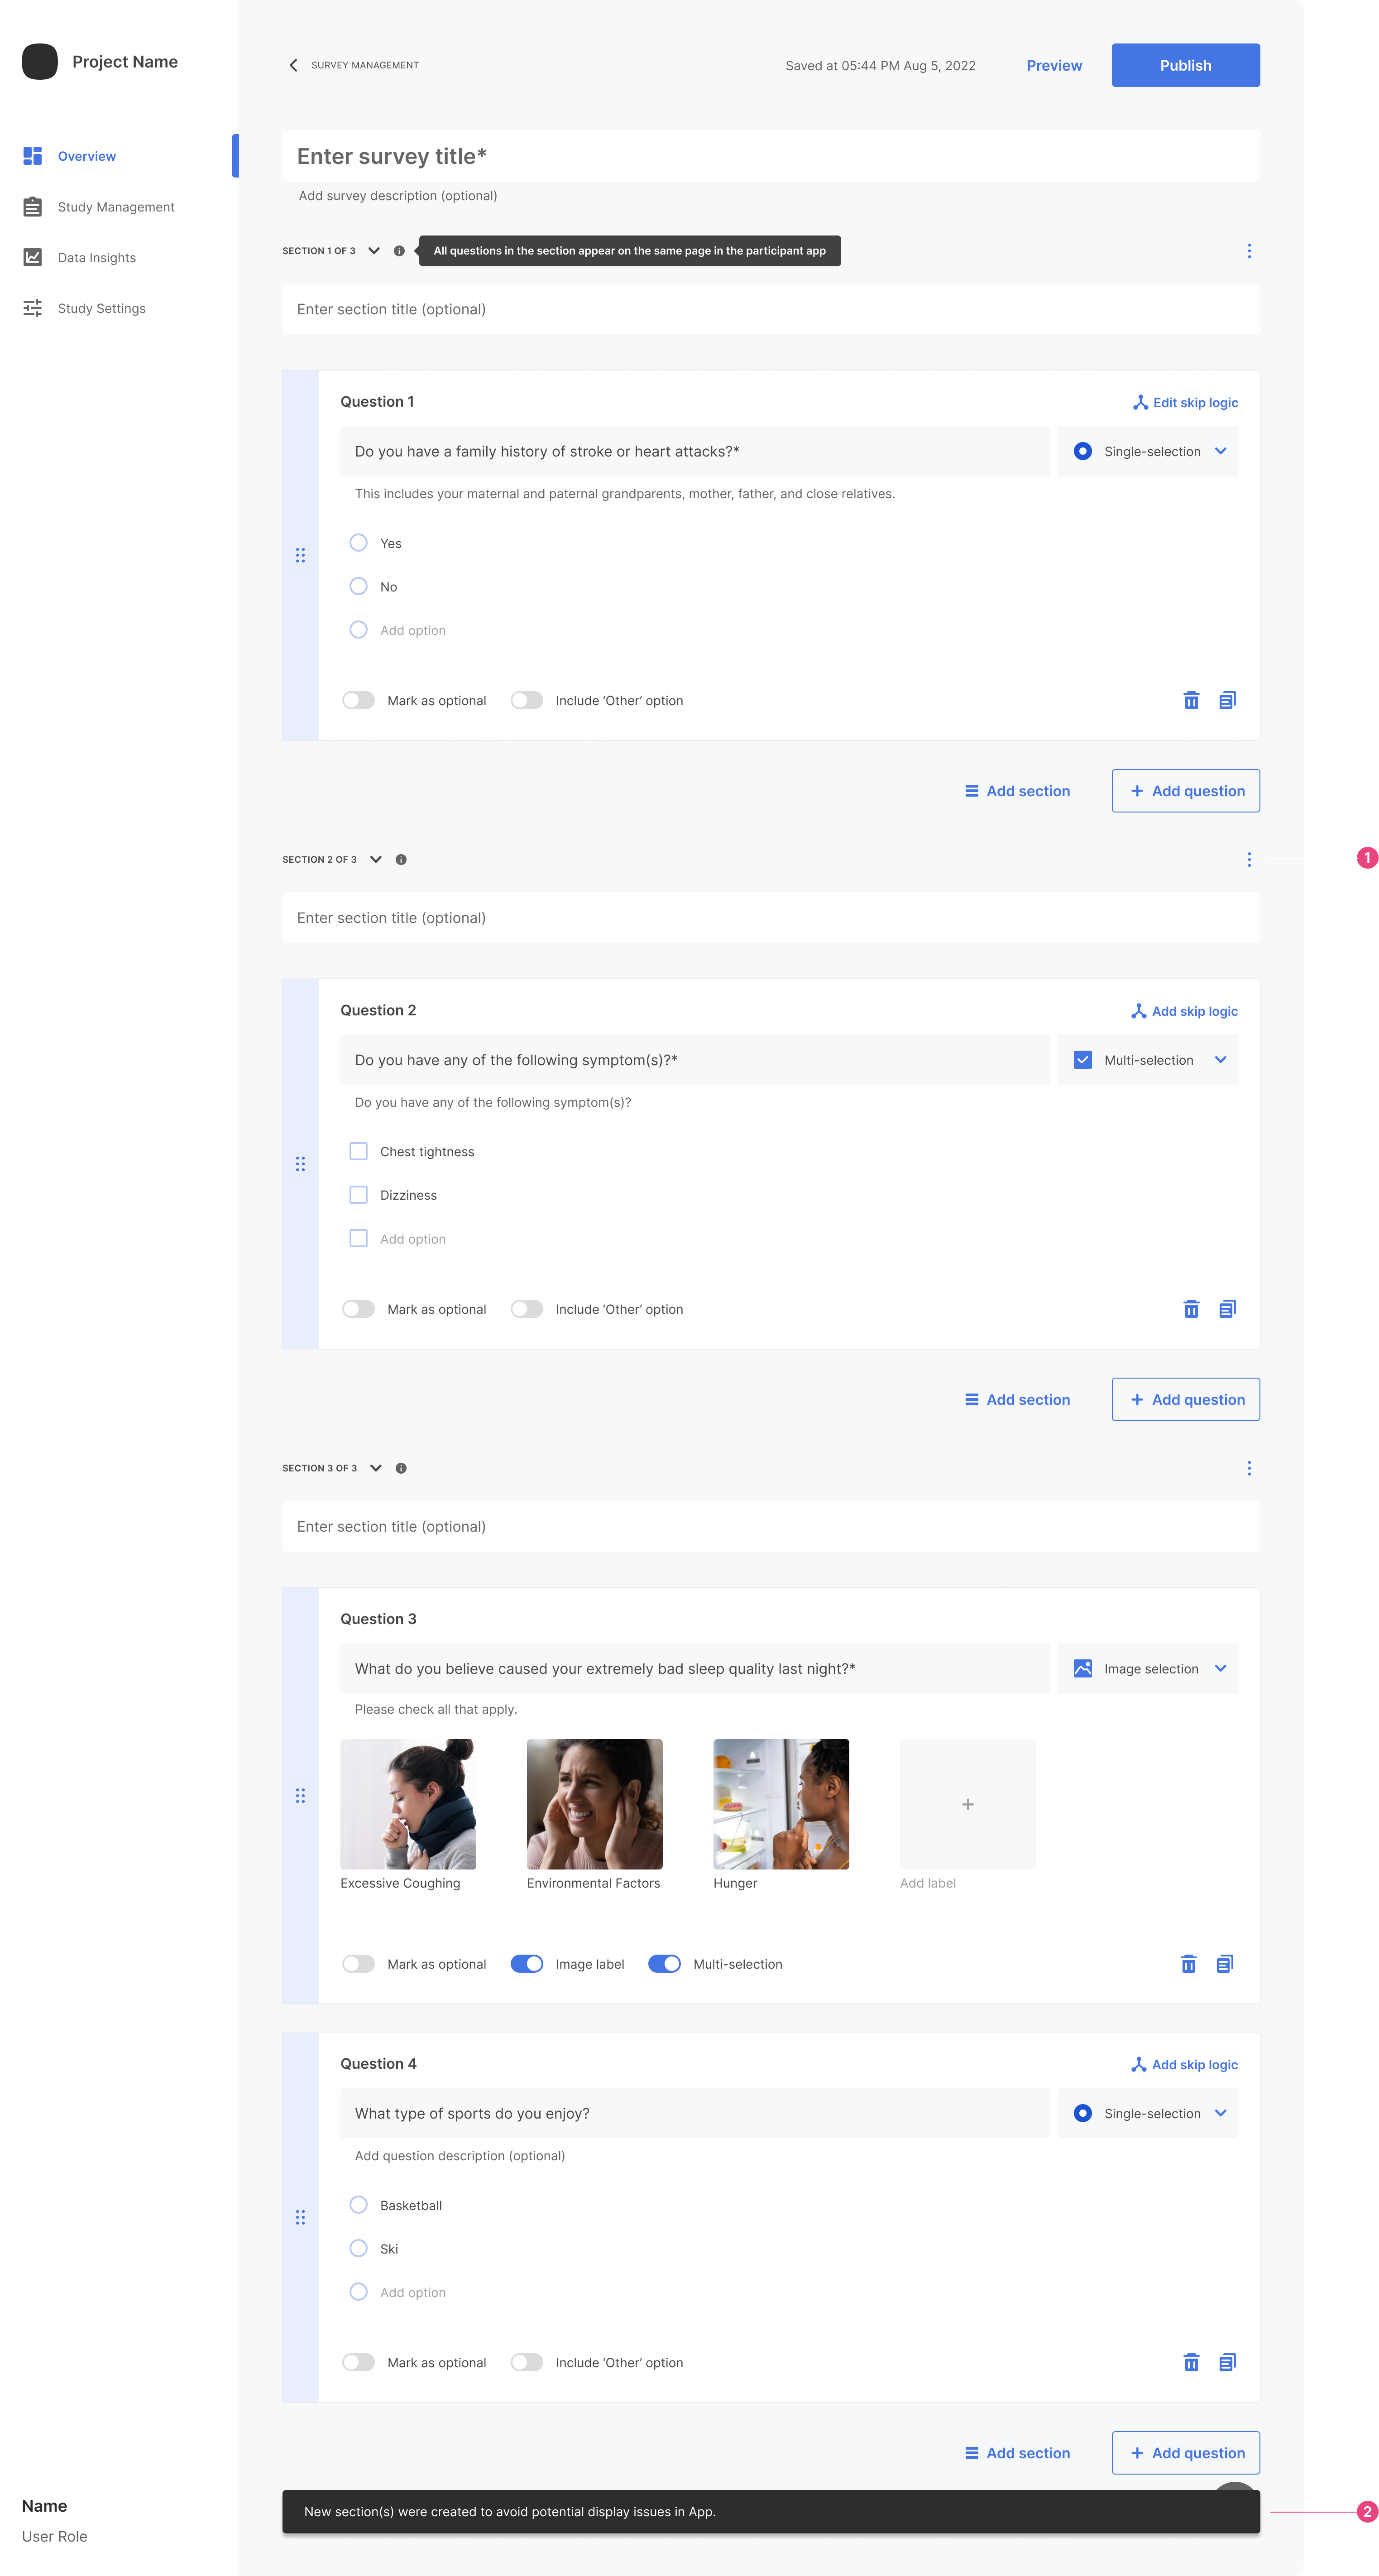 Project Name
Overview
Study Management
Data Insights
Study Settings
SURVEY MANAGEMENT
Saved at 05:44 PM Aug 5, 2022
Preview
Publish
Enter survey title*
Add survey description (optional)
SECTION 1 OF 3
All questions in the section appear on the same page in the participant app
Enter section title (optional)
Question 1
Edit skip logic
Do you have a family history of stroke or heart attacks?*
Single-selection
This includes your maternal and paternal grandparents, mother, father, and close relatives.
Yes
No
Add option
Mark as optional
Include ‘Other’ option
Add section
Add question
SECTION 2 OF 3
1
Enter section title (optional)
Question 2
Add skip logic
Do you have any of the following symptom(s)?*
Multi-selection
Do you have any of the following symptom(s)?
Chest tightness
Dizziness
Add option
Mark as optional
Include ‘Other’ option
Add section
Add question
SECTION 3 OF 3
Enter section title (optional)
Question 3
What do you believe caused your extremely bad sleep quality last night?*
Image selection
Please check all that apply.
Excessive Coughing
Environmental Factors
Hunger
Add label
Mark as optional
Image label
Multi-selection
Question 4
Add skip logic
What type of sports do you enjoy?
Single-selection
Add question description (optional)
Basketball
Ski
Add option
Mark as optional
Include ‘Other’ option
Add section
Add question
New section(s) were created to avoid potential display issues in App.
2
Name
User Role